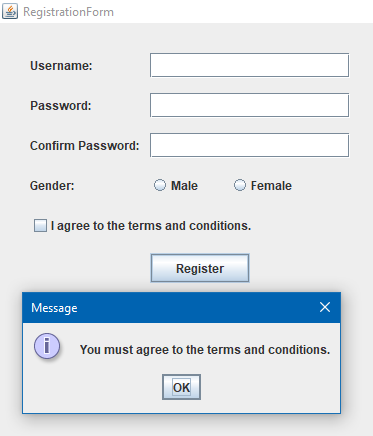 RegistrationForm
Username:
Password:
Confirm Password:
Gender: Male Female
I agree to the terms and conditions.
Register
Message
i
You must agree to the terms and conditions.
OK